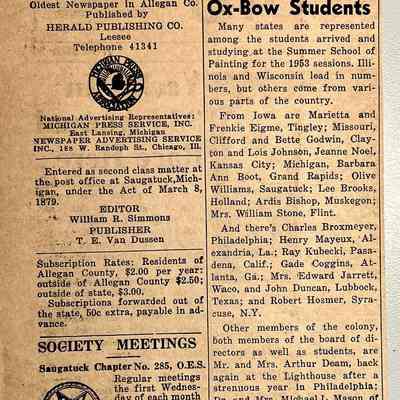 Oldest Newspaper In Allegan Co.
Published by
HERALD PUBLISHING CO.
Leesee
Telephone 41341
MICHIGAN PRESS
ASSOCIATION
National Advertising Representatives:
MICHIGAN PRESS SERVICE, INC.
East Lansing, Michigan
NEWSPAPER ADVERTISING SERVICE
INC., 188 W. Randolph St., Chicago, Ill.
Entered as second class matter at
the post office at Saugatuck,Mich-
igan, under the Act of March 8,
1879.
EDITOR
William R. Simmons
PUBLISHER
T. E. Van Dussen
Subscription Rates: Residents of
Allegan County, $2.00 per year:
outside of Allegan County $2.50;
outside of state, $3.00.
Subscriptions forwarded out of
the state, 50c extra, payable in ad-
vance.
SOCIETY MEETINGS
Saugatuck Chapter No. 285, O.E.S.
Regular meetings
the first Wednes-
day of each month
Ox-Bow Students
Many states are represented
among the students arrived and
studying at the Summer School of
Painting for the 1953 sessions. Illi-
nois and Wisconsin lead in num-
bers, but others come from vari-
ous parts of the country.
From Iowa are Marietta and
Frenkie Eigme, Tingley; Missouri,
Clifford and Bette Godwin, Clay-
ton and Lois Johnson, Jeanne Noel,
Kansas City; Michigan, Barbara
Ann Boot, Grand Rapids; Olive
Williams, Saugatuck; Lee Brooks,
Holland; Ardis Bishop, Muskegon;
Mrs. William Stone, Flint.
And there's Charles Broxmeyer,
Philadelphia; Henry Mayeux, Al-
exandria, La.; Ray Kubecki, Pasa-
dena, Calif.; Gade Coggins, At-
lanta, Ga.; Mrs. Edward Jarrett,
Waco, and John Duncan, Lubbock,
Texas; and Robert Hosmer, Syra-
cuse, N.Y.
Other members of the colony,
both members of the board of di-
rectors as well as students, are
Mr. and Mrs. Arthur Deam, back
again at the Lighthouse after a
strenuous year in Philadelphia;
Dr. and Mrs. Michael J. Mason of